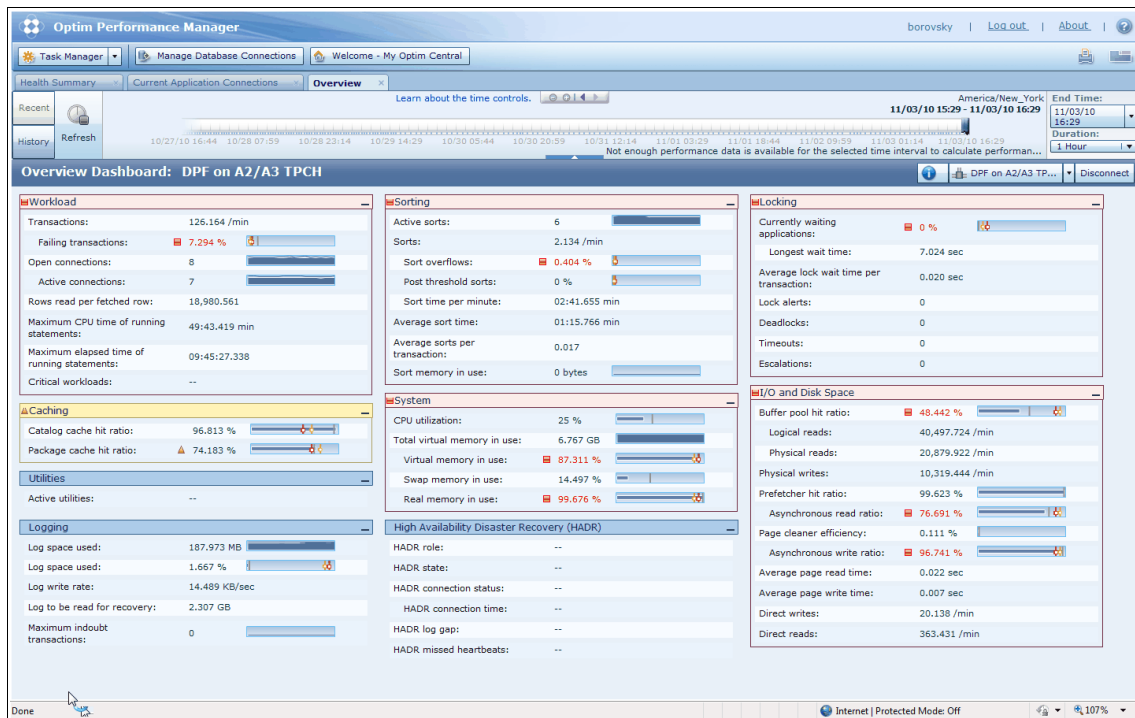 Optim Performance Manager
borovsky | Log out | About | ?
Task Manager
Manage Database Connections
Welcome - My Optim Central
Health Summary
Current Application Connections
Overview ×
Recent
History
Refresh
Learn about the time controls.
America/New_York
11/03/10 15:29 - 11/03/10 16:29
End Time:
11/03/10
16:29
Duration:
1 Hour
10/27/10 16:44 10/28 07:59 10/28 23:14 10/29 14:29 10/30 05:44 10/30 20:59 10/31 12:14 11/01 03:29 11/01 18:44 11/02 09:59 11/03 01:14 11/03/10 16:29
Not enough performance data is available for the selected time interval to calculate performan...
Overview Dashboard: DPF on A2/A3 TPCH
DPF on A2/A3 TP...
Disconnect
Workload
Transactions: 126.164 /min
Failing transactions: 7.294 %
Open connections: 8
Active connections: 7
Rows read per fetched row: 18,980.561
Maximum CPU time of running
statements: 49:43.419 min
Maximum elapsed time of
running statements: 09:45:27.338
Critical workloads: --
Caching
Catalog cache hit ratio: 96.813 %
Package cache hit ratio: 74.183 %
Utilities
Active utilities: --
Logging
Log space used: 187.973 MB
Log space used: 1.667 %
Log write rate: 14.489 KB/sec
Log to be read for recovery: 2.307 GB
Maximum indoubt
transactions: 0
Sorting
Active sorts: 6
Sorts: 2.134 /min
Sort overflows: 0.404 %
Post threshold sorts: 0 %
Sort time per minute: 02:41.655 min
Average sort time: 01:15.766 min
Average sorts per
transaction: 0.017
Sort memory in use: 0 bytes
System
CPU utilization: 25 %
Total virtual memory in use: 6.767 GB
Virtual memory in use: 87.311 %
Swap memory in use: 14.497 %
Real memory in use: 99.676 %
High Availability Disaster Recovery (HADR)
HADR role: --
HADR state: --
HADR connection status: --
HADR connection time: --
HADR log gap: --
HADR missed heartbeats: --
Locking
Currently waiting
applications: 0 %
Longest wait time: 7.024 sec
Average lock wait time per
transaction: 0.020 sec
Lock alerts: 0
Deadlocks: 0
Timeouts: 0
Escalations: 0
I/O and Disk Space
Buffer pool hit ratio: 48.442 %
Logical reads: 40,497.724 /min
Physical reads: 20,879.922 /min
Physical writes: 10,319.444 /min
Prefetcher hit ratio: 99.623 %
Asynchronous read ratio: 76.691 %
Page cleaner efficiency: 0.111 %
Asynchronous write ratio: 96.741 %
Average page read time: 0.022 sec
Average page write time: 0.007 sec
Direct writes: 20.138 /min
Direct reads: 363.431 /min
Done
Internet | Protected Mode: Off
107%